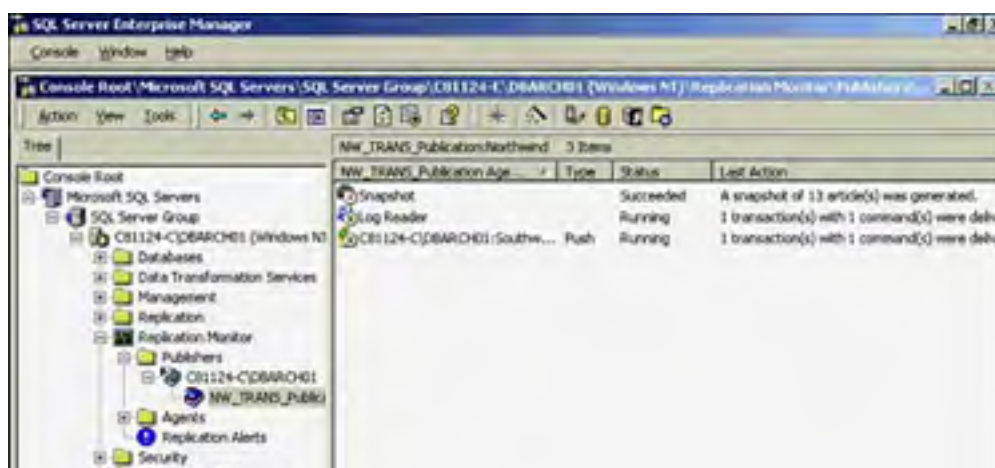 SQL Server Enterprise Manager
Console Window Help
Console Root\Microsoft SQL Servers\SQL Server Group\C81124-C\DBARCH01 (Windows NT)\Replication Monitor\Publishers\...
Action View Tools
Tree
NW_TRANS_Publication:Northwind 3 Items
Console Root
Microsoft SQL Servers
SQL Server Group
C81124-C\DBARCH01 (Windows NT
Databases
Data Transformation Services
Management
Replication
Replication Monitor
Publishers
C81124-C\DBARCH01
NW_TRANS_Public
Agents
Replication Alerts
Security
NW_TRANS_Publication Age... Type Status Last Action
Snapshot Succeeded A snapshot of 13 article(s) was generated.
Log Reader Running 1 transaction(s) with 1 command(s) were deliv
C81124-C\DBARCH01:Southw... Push Running 1 transaction(s) with 1 command(s) were deliv